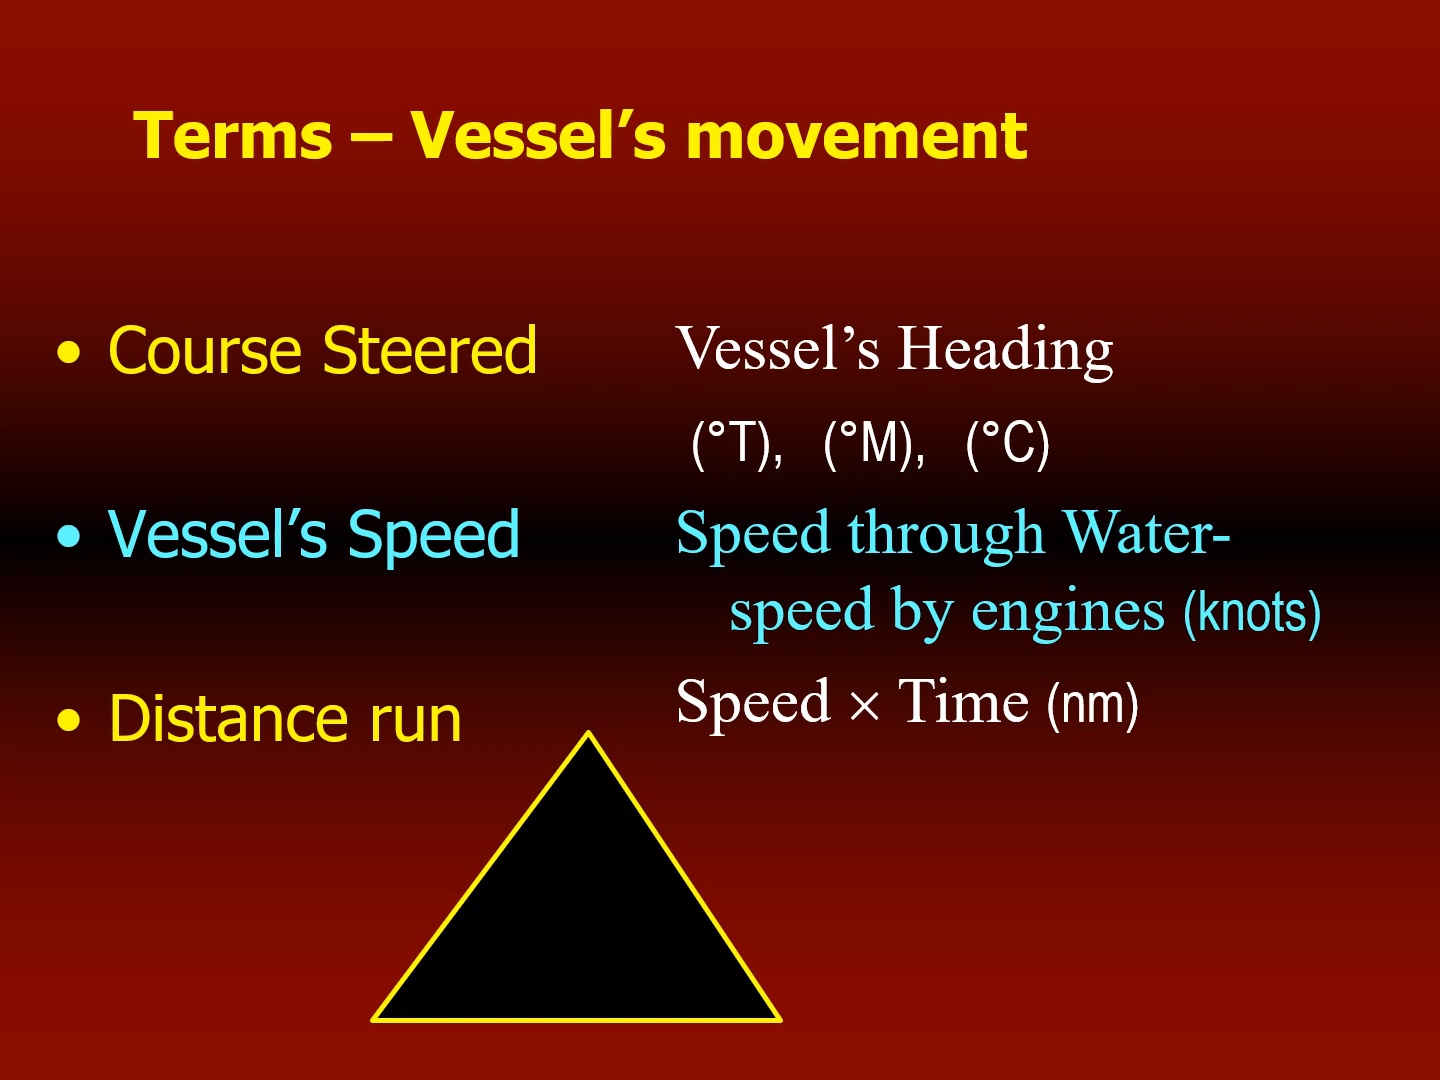 Terms – Vessel’s movement
• Course Steered
Vessel’s Heading
(°T), (°M), (°C)
• Vessel’s Speed
Speed through Water-
speed by engines (knots)
• Distance run
Speed × Time (nm)